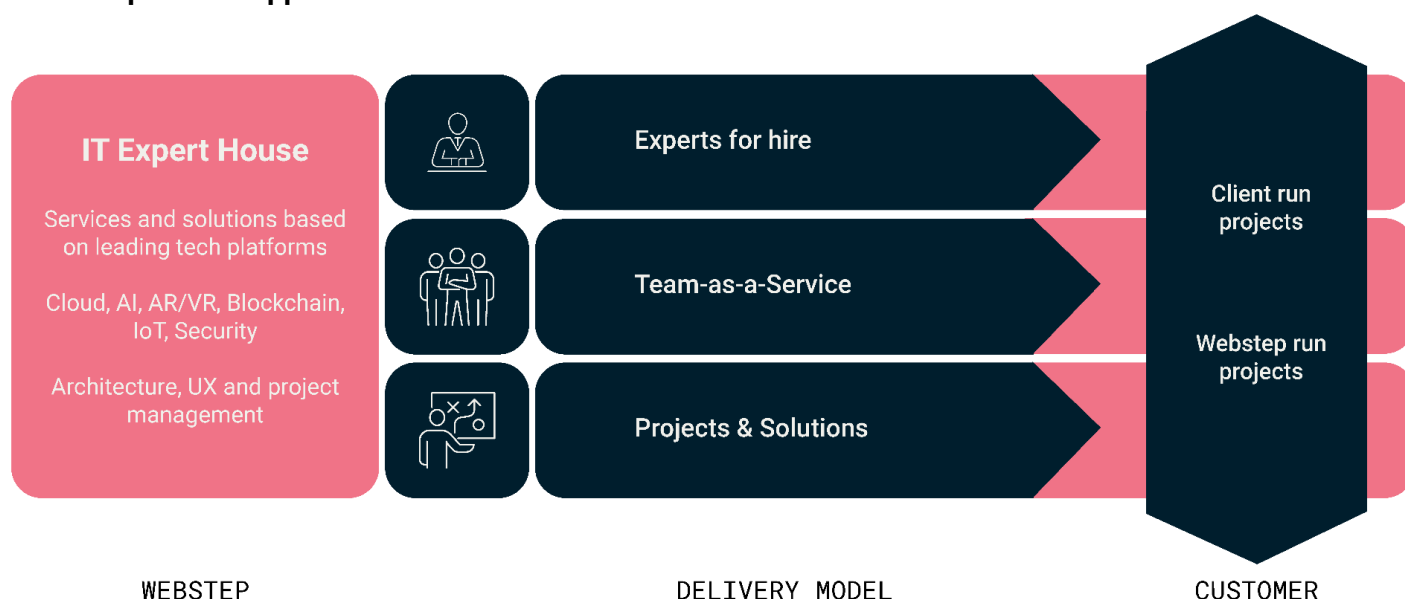 IT Expert House
Services and solutions based
on leading tech platforms
Cloud, AI, AR/VR, Blockchain,
IoT, Security
Architecture, UX and project
management
Experts for hire
Team-as-a-Service
Projects & Solutions
Client run
projects
Webstep run
projects
WEBSTEP
DELIVERY MODEL
CUSTOMER